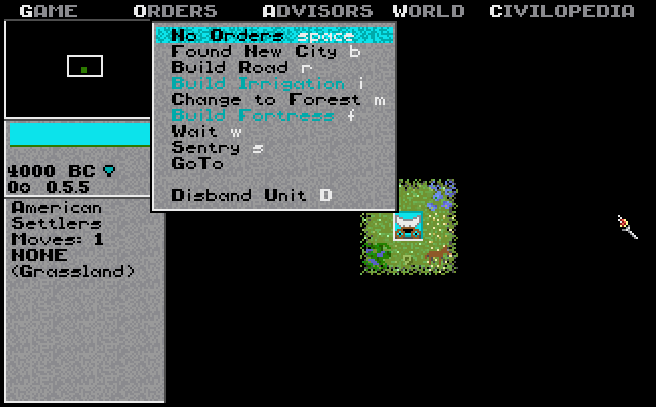 GAME ORDERS ADVISORS WORLD CIVILOPEDIA
No Orders space
Found New City b
Build Road r
Build Irrigation i
Change to Forest m
Build Fortress f
Wait w
Sentry s
GoTo
Disband Unit D
4000 BC
0 0.5.5
American
Settlers
Moves: 1
NONE
(Grassland)